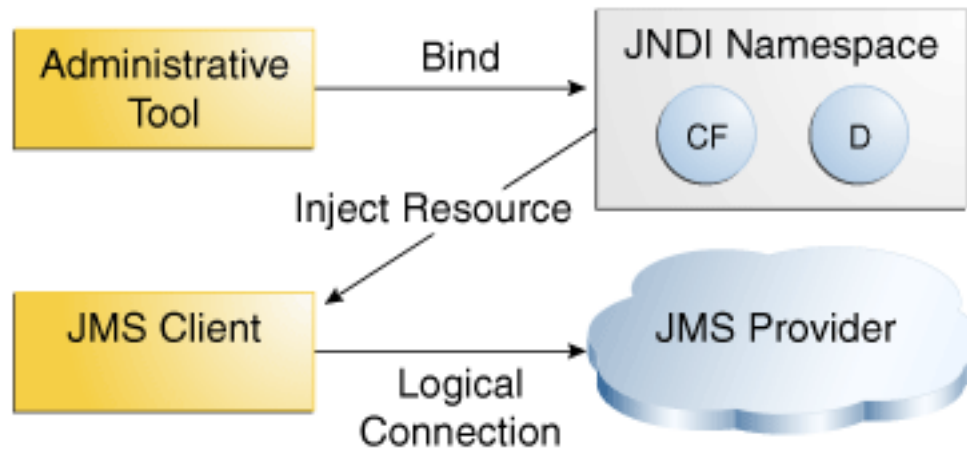 Administrative
Tool
Bind
JNDI Namespace
CF
D
Inject Resource
JMS Client
Logical
Connection
JMS Provider